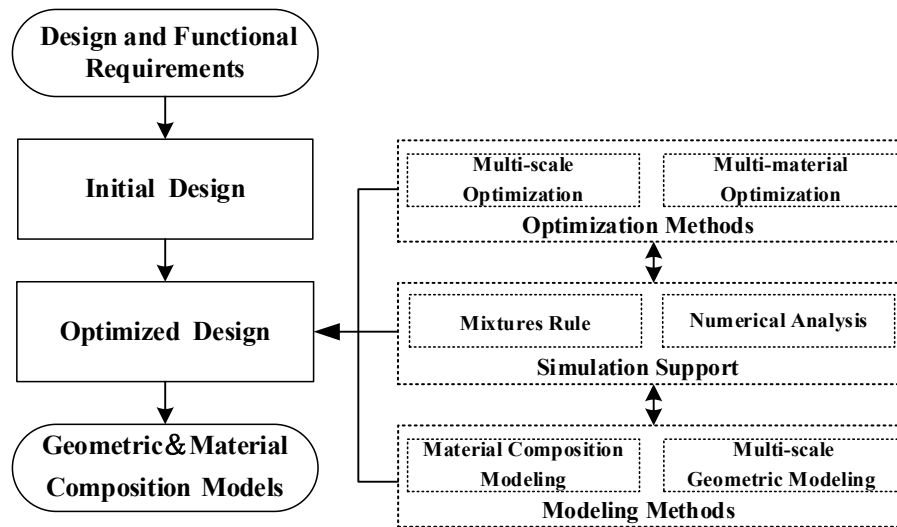 Design and Functional
Requirements
Initial Design
Optimized Design
Geometric&Material
Composition Models
Multi-scale
Optimization
Multi-material
Optimization
Optimization Methods
Mixtures Rule
Numerical Analysis
Simulation Support
Material Composition
Modeling
Multi-scale
Geometric Modeling
Modeling Methods